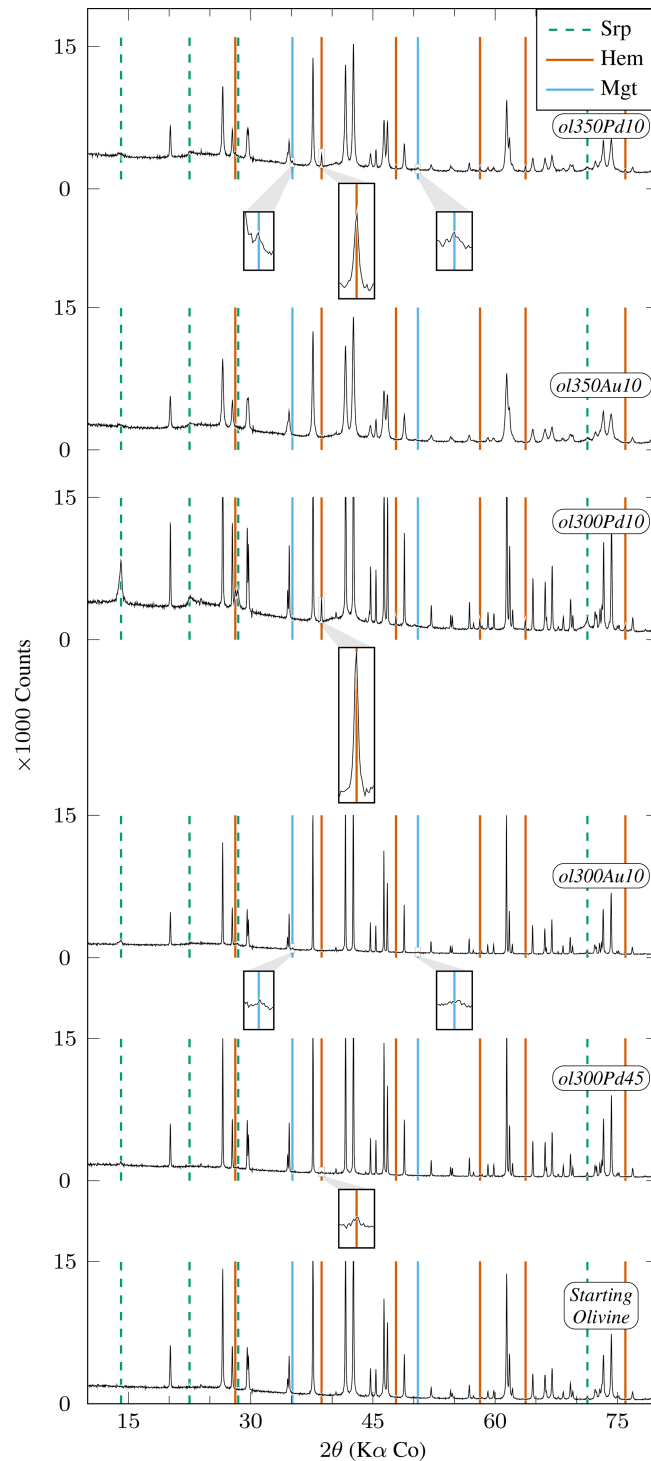 15
Srp
Hem
Mgt
ol350Pd10
0
15
ol350Au10
0
15
ol300Pd10
0
×1000 Counts
15
ol300Au10
0
15
ol300Pd45
0
15
Starting
Olivine
0
15 30 45 60 75
2θ (Kα Co)